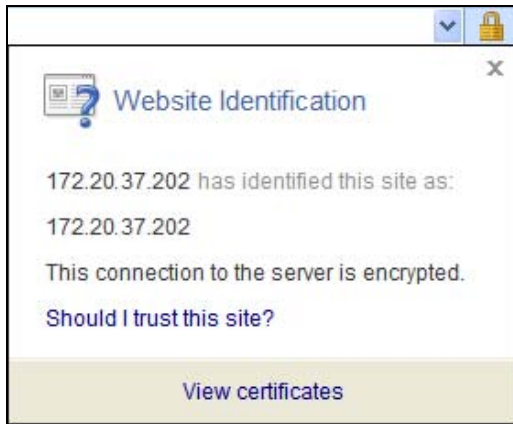 Website Identification
172.20.37.202 has identified this site as:
172.20.37.202
This connection to the server is encrypted.
Should I trust this site?
View certificates